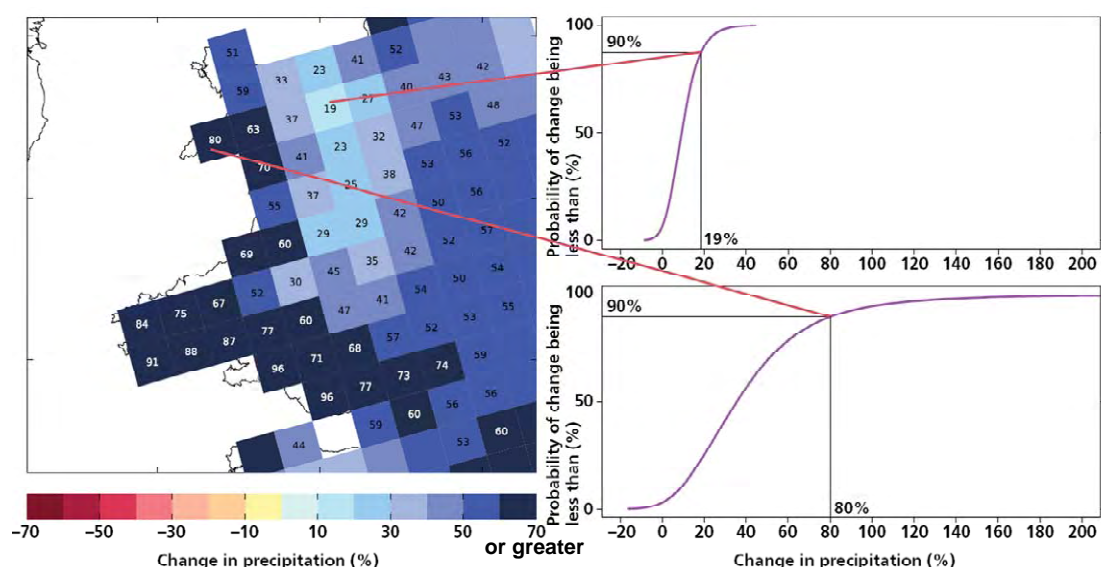 51 33 23 41 52
59 37 19 27 40 43 42
80 63 41 23 32 47 53 48
70 37 25 38 53 56 52
55 29 29 42 50 56
69 60 45 35 42 52 57
52 30 47 41 54 50 54
84 75 67 77 60 57 52 53 55
91 88 87 96 71 68 73 74 59
96 77 60 56 56
44 59 53 60
−70 −50 −30 −10 10 30 50 70
or greater
Change in precipitation (%)
Probability of change being
less than (%)
100
90%
50
0
19%
−20 0 20 40 60 80 100 120 140 160 180 200
Probability of change being
less than (%)
100
90%
50
0
80%
−20 0 20 40 60 80 100 120 140 160 180 200
Change in precipitation (%)